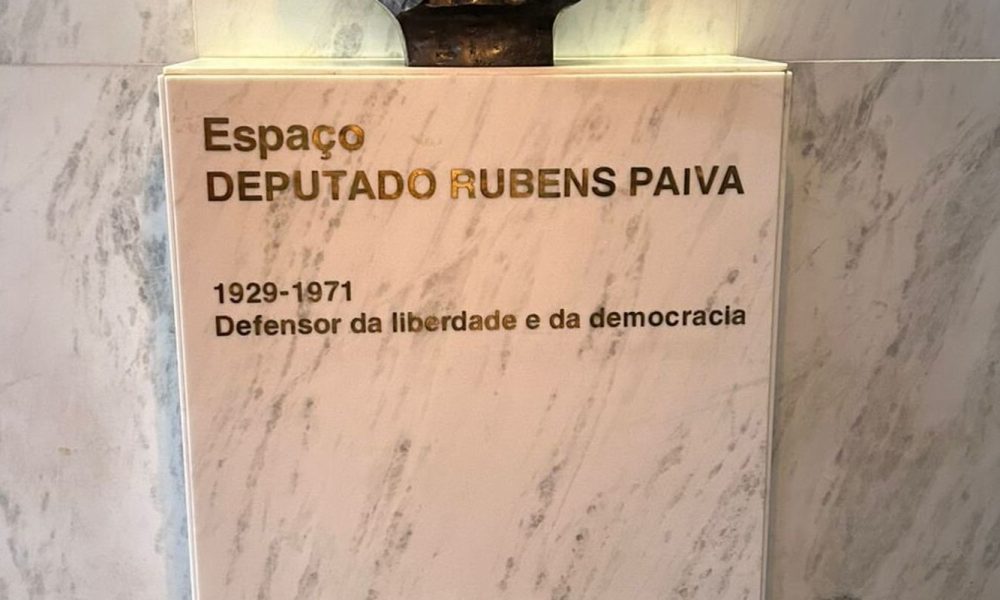 Espaço
DEPUTADO RUBENS PAIVA
1929-1971
Defensor da liberdade e da democracia